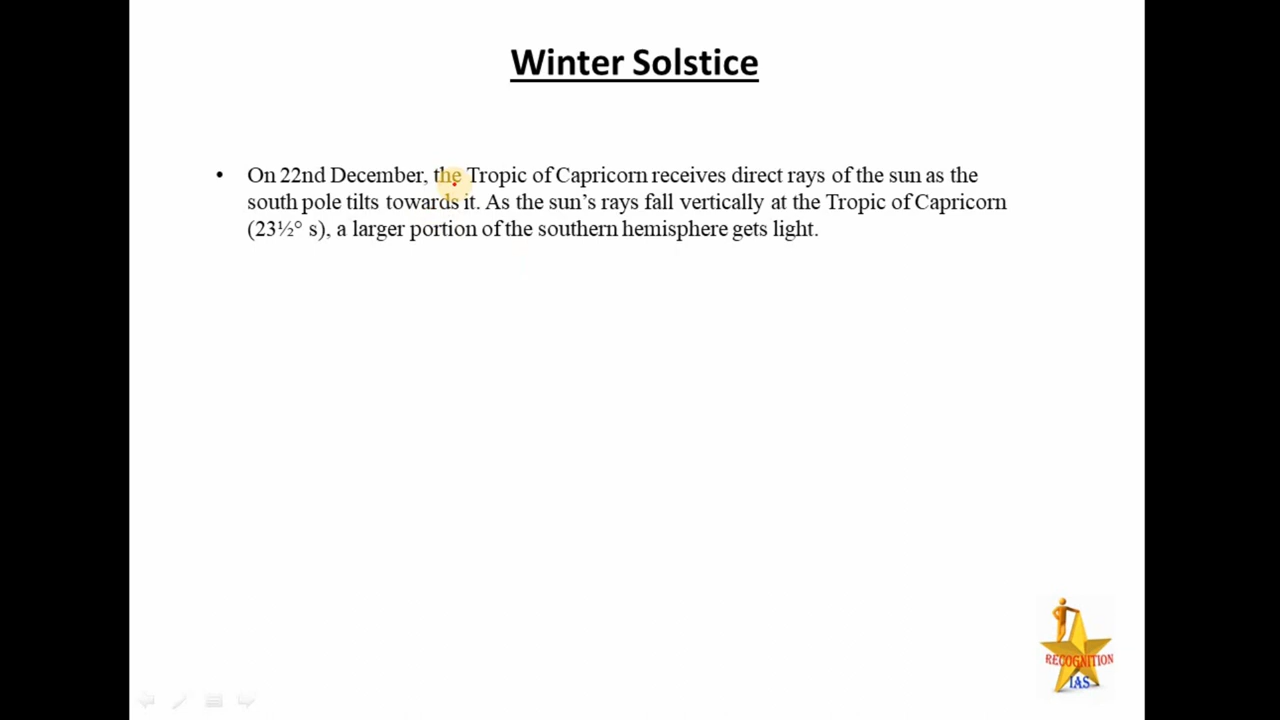 Winter Solstice
• On 22nd December, the Tropic of Capricorn receives direct rays of the sun as the
south pole tilts towards it. As the sun’s rays fall vertically at the Tropic of Capricorn
(23½° s), a larger portion of the southern hemisphere gets light.
RECOGNITION
IAS